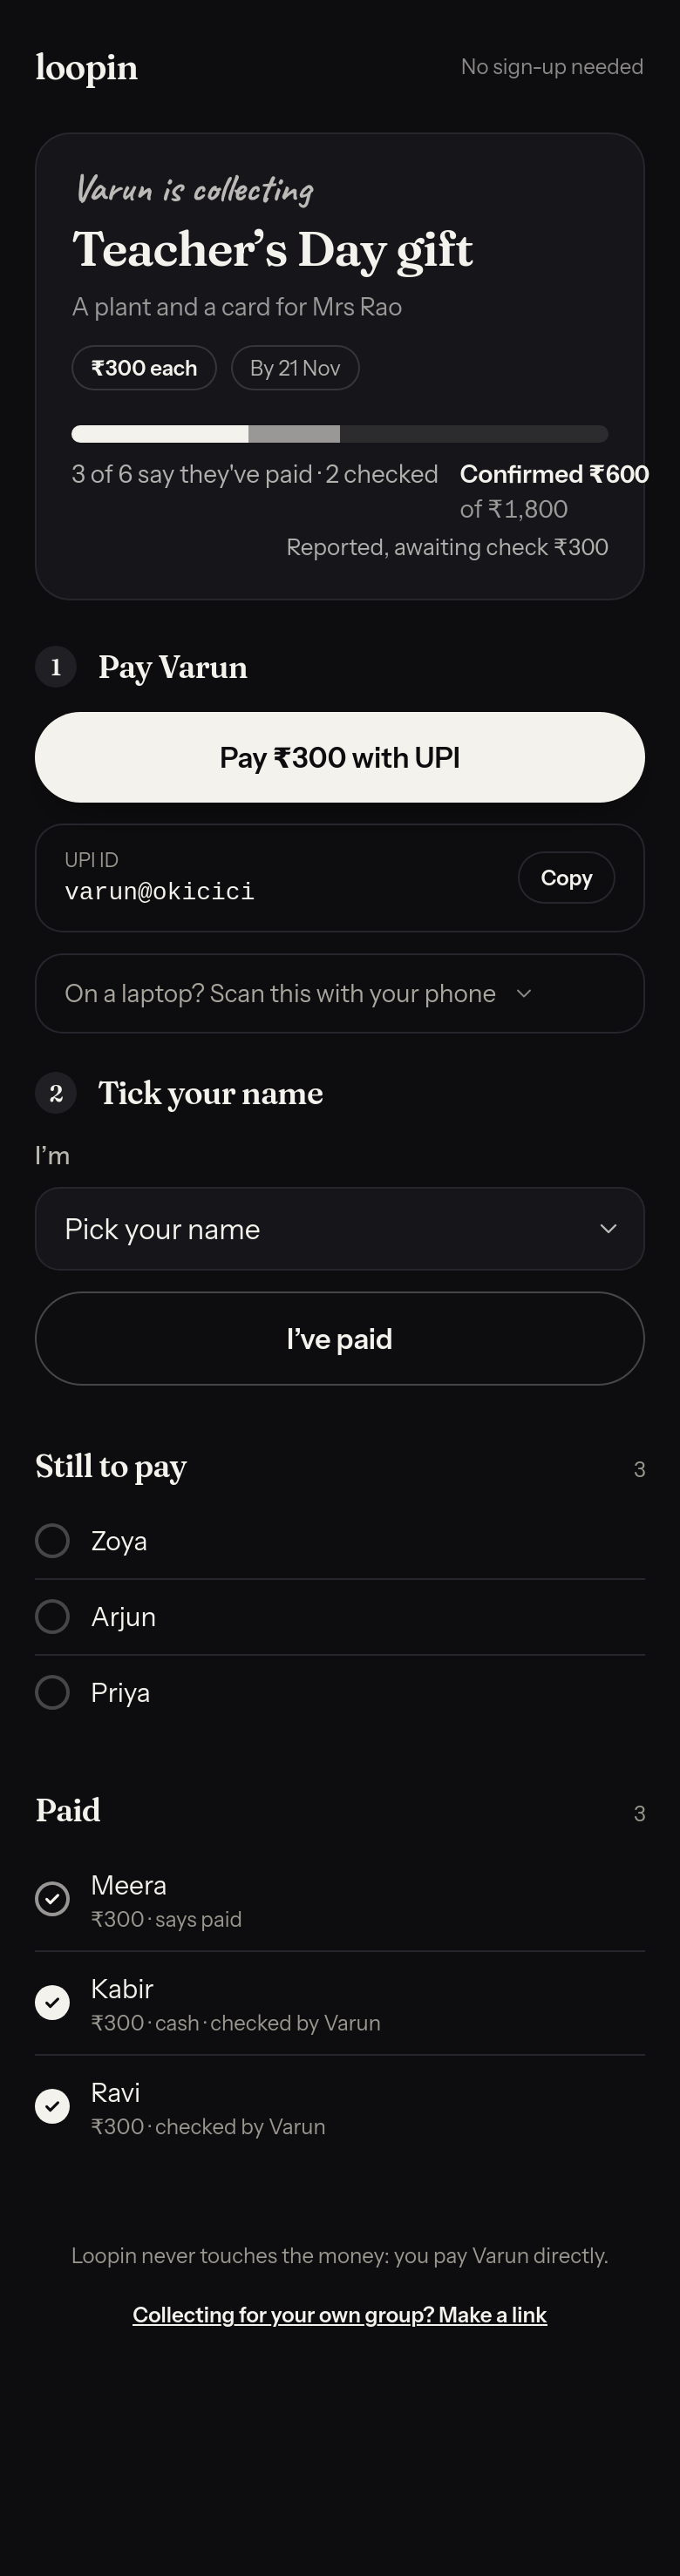 loopin
No sign-up needed
Varun is collecting
Teacher’s Day gift
A plant and a card for Mrs Rao
₹300 each
By 21 Nov
3 of 6 say they've paid · 2 checked
Confirmed ₹600
of ₹1,800
Reported, awaiting check ₹300
1 Pay Varun
Pay ₹300 with UPI
UPI ID
varun@okicici
Copy
On a laptop? Scan this with your phone
2 Tick your name
I’m
Pick your name
I’ve paid
Still to pay
3
Zoya
Arjun
Priya
Paid
3
Meera
₹300 · says paid
Kabir
₹300 · cash · checked by Varun
Ravi
₹300 · checked by Varun
Loopin never touches the money: you pay Varun directly.
Collecting for your own group? Make a link